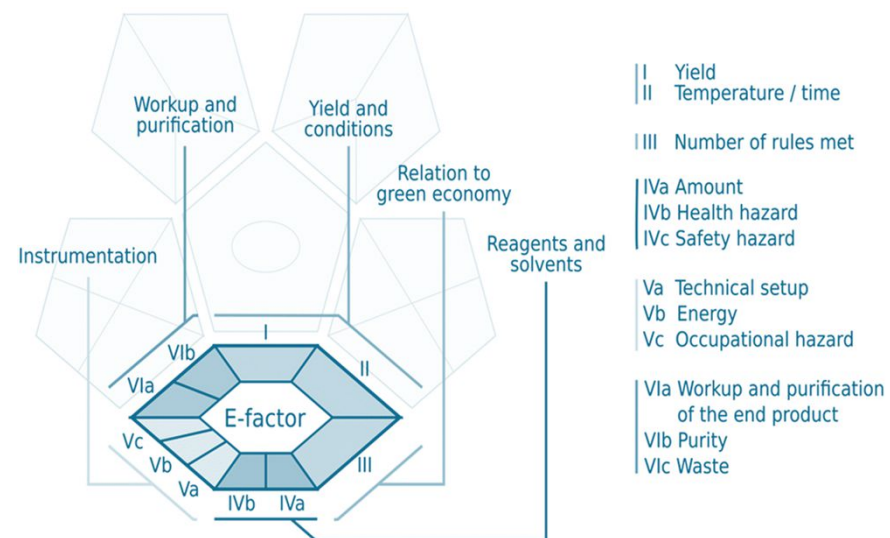 Workup and
purification
Yield and
conditions
Relation to
green economy
Reagents and
solvents
Instrumentation
I
II
III
IVa
IVb
Va
Vb
Vc
VIa
VIb
E-factor
I Yield
II Temperature / time
III Number of rules met
IVa Amount
IVb Health hazard
IVc Safety hazard
Va Technical setup
Vb Energy
Vc Occupational hazard
VIa Workup and purification
of the end product
VIb Purity
VIc Waste